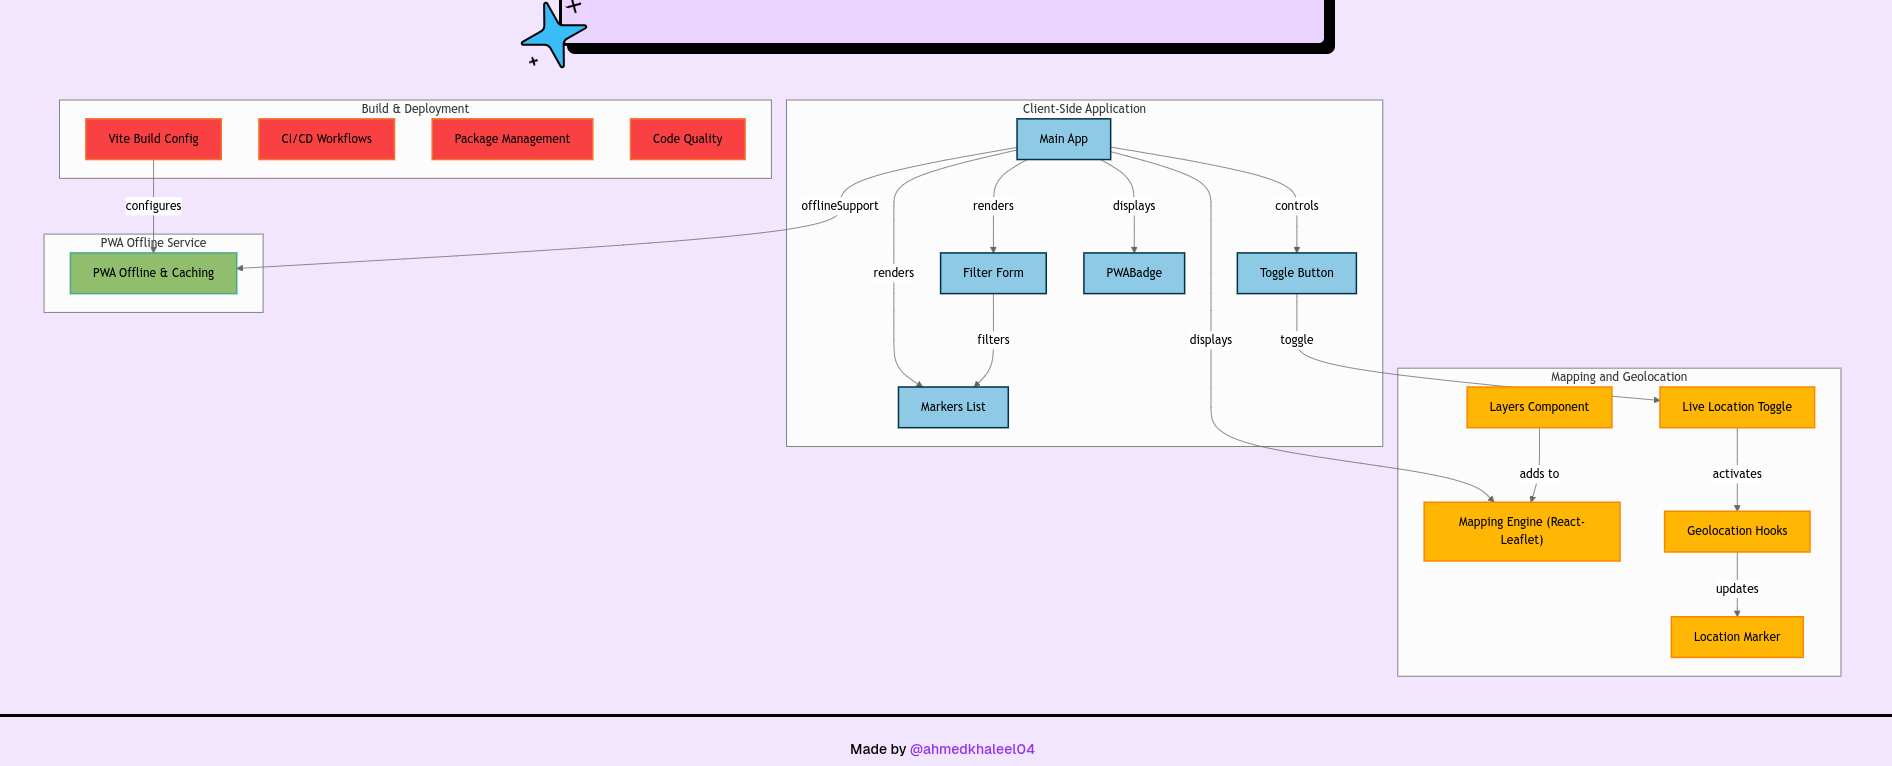 Build & Deployment
Vite Build Config
CI/CD Workflows
Package Management
Code Quality
configures
PWA Offline Service
PWA Offline & Caching
Client-Side Application
Main App
offlineSupport
renders
displays
controls
renders
Filter Form
PWABadge
Toggle Button
filters
displays
toggle
Markers List
Mapping and Geolocation
Layers Component
Live Location Toggle
adds to
activates
Mapping Engine (React-
Leaflet)
Geolocation Hooks
updates
Location Marker
Made by @ahmedkhaleel04